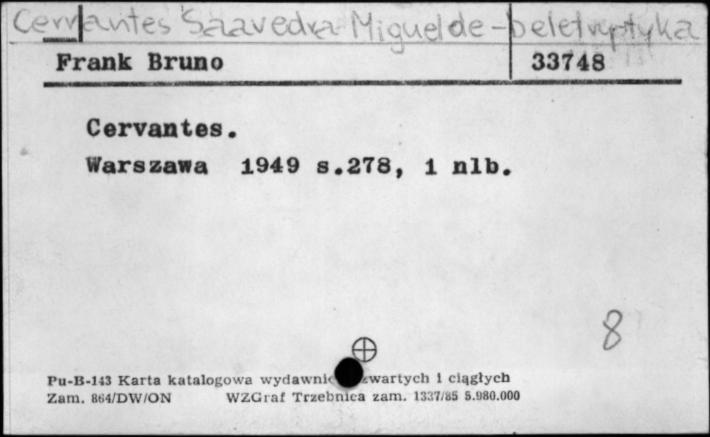 Cervantes Saavedra Miguel de - beletrystyka
Frank Bruno 33748
Cervantes.
Warszawa 1949 s.278, 1 nlb.
8
Pu-B-143 Karta katalogowa wydawnic zwartych i ciągłych
Zam. 864/DW/ON WZGraf Trzebnica zam. 1337/85 5.980.000